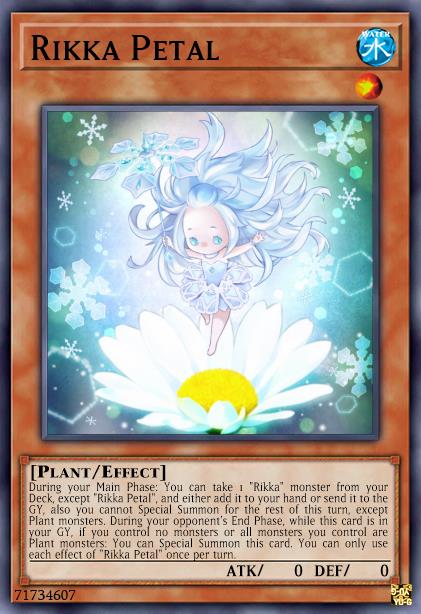 Rikka Petal
WATER
水
[Plant/Effect]
During your Main Phase: You can take 1 "Rikka" monster from your
Deck, except "Rikka Petal", and either add it to your hand or send it to the
GY, also you cannot Special Summon for the rest of this turn, except
Plant monsters. During your opponent's End Phase, while this card is in
your GY, if you control no monsters or all monsters you control are
Plant monsters: You can Special Summon this card. You can only use
each effect of "Rikka Petal" once per turn.
ATK/ 0 DEF/ 0
71734607